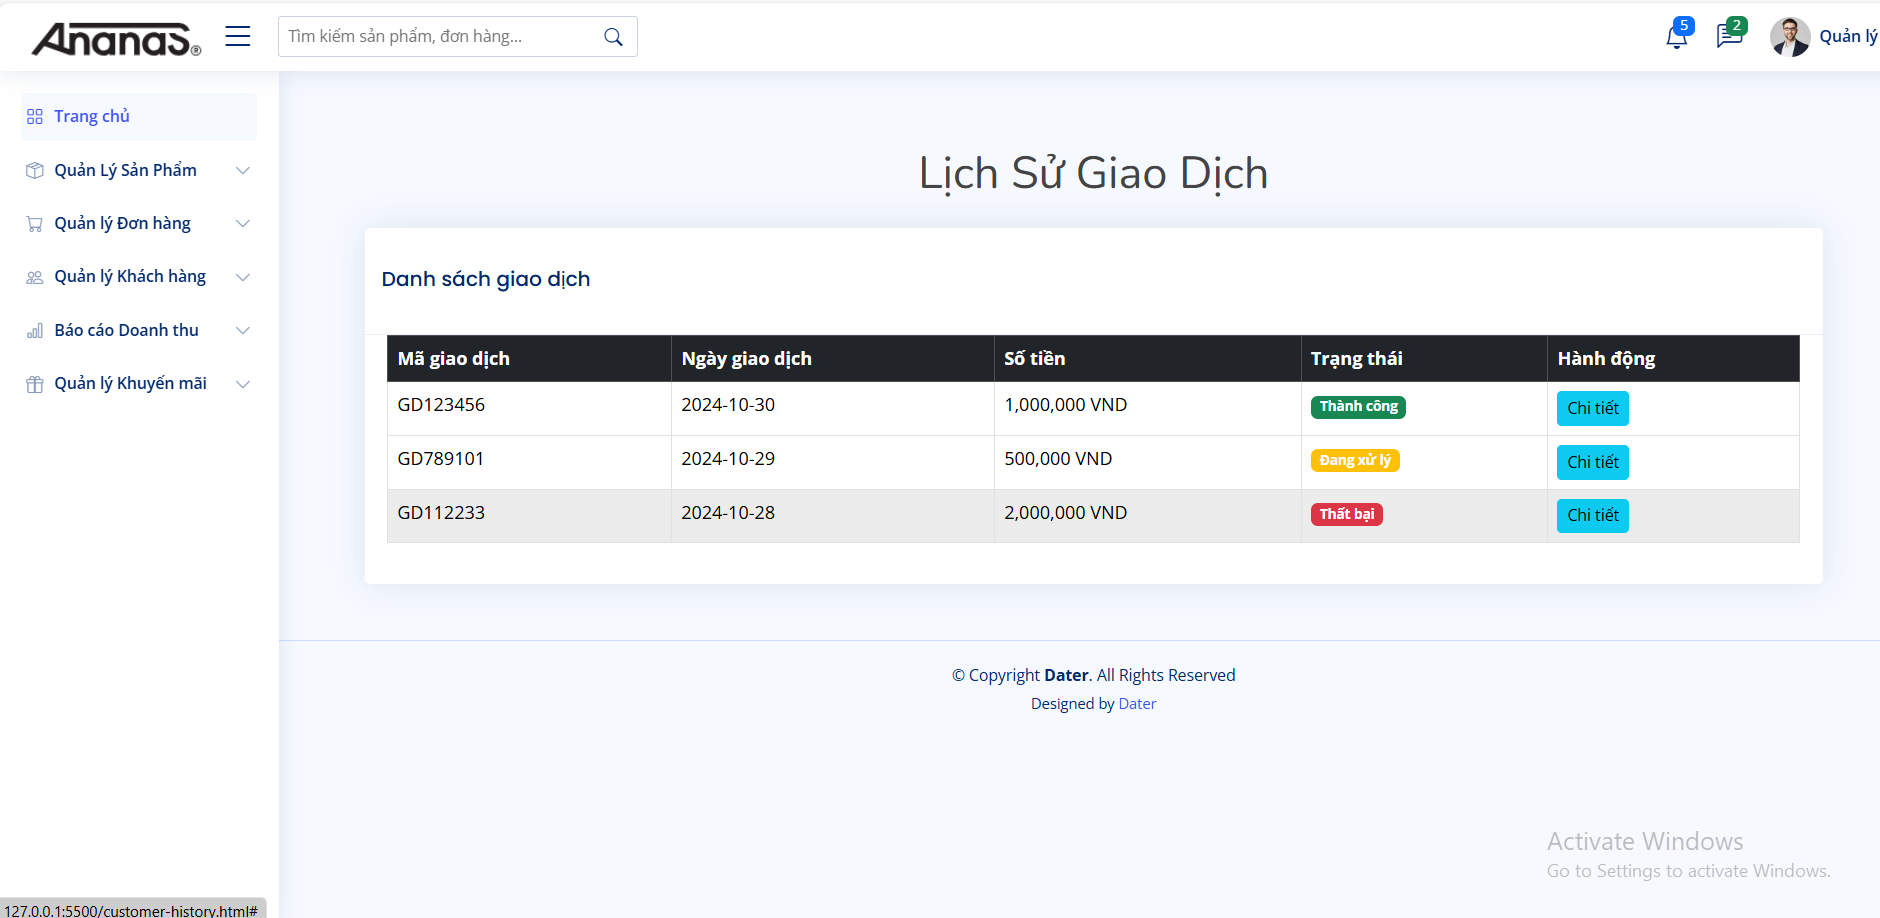 Ananas®
Tìm kiếm sản phẩm, đơn hàng...
5
2
Quản lý
Trang chủ
Quản Lý Sản Phẩm
Quản lý Đơn hàng
Quản lý Khách hàng
Báo cáo Doanh thu
Quản lý Khuyến mãi
Lịch Sử Giao Dịch
Danh sách giao dịch
Mã giao dịch Ngày giao dịch Số tiền Trạng thái Hành động
GD123456 2024-10-30 1,000,000 VND Thành công Chi tiết
GD789101 2024-10-29 500,000 VND Đang xử lý Chi tiết
GD112233 2024-10-28 2,000,000 VND Thất bại Chi tiết
© Copyright Dater. All Rights Reserved
Designed by Dater
Activate Windows
Go to Settings to activate Windows.
127.0.0.1:5500/customer-history.html#